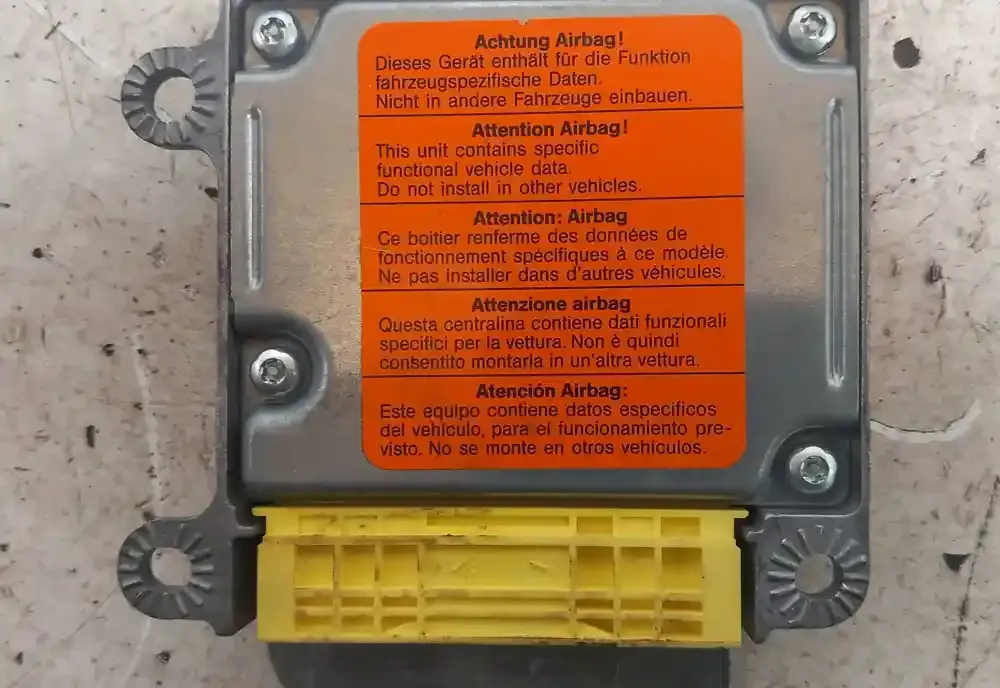 Achtung Airbag!
Dieses Gerät enthält für die Funktion
fahrzeugspezifische Daten.
Nicht in andere Fahrzeuge einbauen.
Attention Airbag!
This unit contains specific
functional vehicle data.
Do not install in other vehicles.
Attention: Airbag
Ce boitier renferme des données de
fonctionnement spécifiques à ce modèle.
Ne pas installer dans d'autres véhicules.
Attenzione airbag
Questa centralina contiene dati funzionali
specifici per la vettura. Non è quindi
consentito montarla in un'altra vettura.
Atención Airbag:
Este equipo contiene datos especificos
del vehículo, para el funcionamiento pre-
visto. No se monte en otros vehículos.